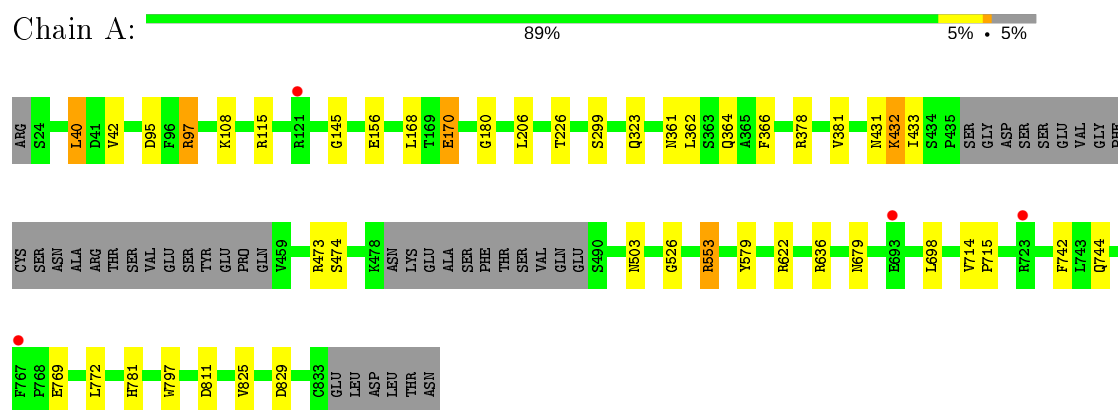 Chain A:
89% 5% • 5%
ARG S24 L40 D41 V42 D95 F96 R97 K108 R115 R121 G145 E156 L168 T169 E170 G180 L206 T226 S299 Q323 N361 L362 S363 Q364 A365 F366 R378 V381 N431 K432 I433 S434 P435 SER GLY ASP SER SER GLU VAL GLY PHE
CYS SER ASN ALA ARG THR SER VAL GLU SER TYR GLU PRO GLN V459 R473 S474 K478 ASN LYS GLU ALA SER PHE THR SER VAL GLN GLU S490 N503 G526 R553 Y579 R622 R636 N679 E693 L698 V714 P715 R723 F742 L743 Q744
F767 P768 E769 L772 H781 W797 D811 V825 D829 C833 GLU LEU ASP LEU THR ASN